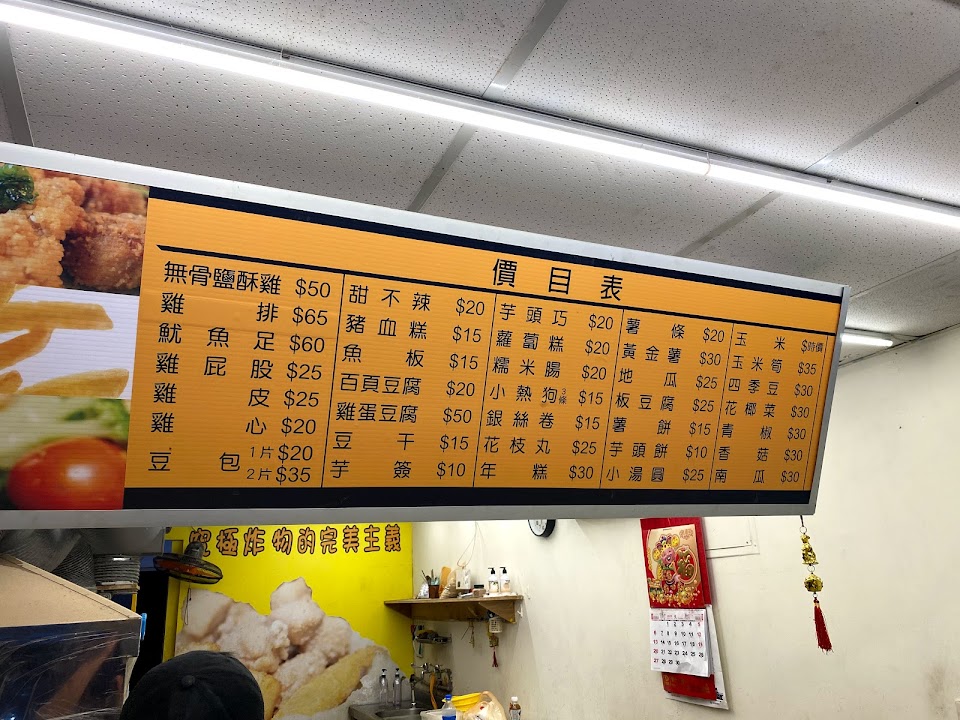 價目表
無骨鹽酥雞 $50
雞排 $65
魷魚足 $60
雞屁股 $25
雞皮 $25
雞心 $20
豆包 1片$20
2片$35
甜不辣 $20
豬血糕 $15
魚板 $15
百頁豆腐 $20
雞蛋豆腐 $50
豆干 $15
芋簽 $10
芋頭巧 $20
蘿蔔糕 $20
糯米腸 $20
小熱狗3條 $15
銀絲卷 $15
花枝丸 $25
年糕 $30
薯條 $20
黃金薯 $30
地瓜 $25
板豆腐 $25
薯餅 $15
芋頭餅 $10
小湯圓 $25
玉米 $時價
玉米筍 $35
四季豆 $30
花椰菜 $30
青椒 $30
香菇 $30
南瓜 $30
究極炸物的完美主義